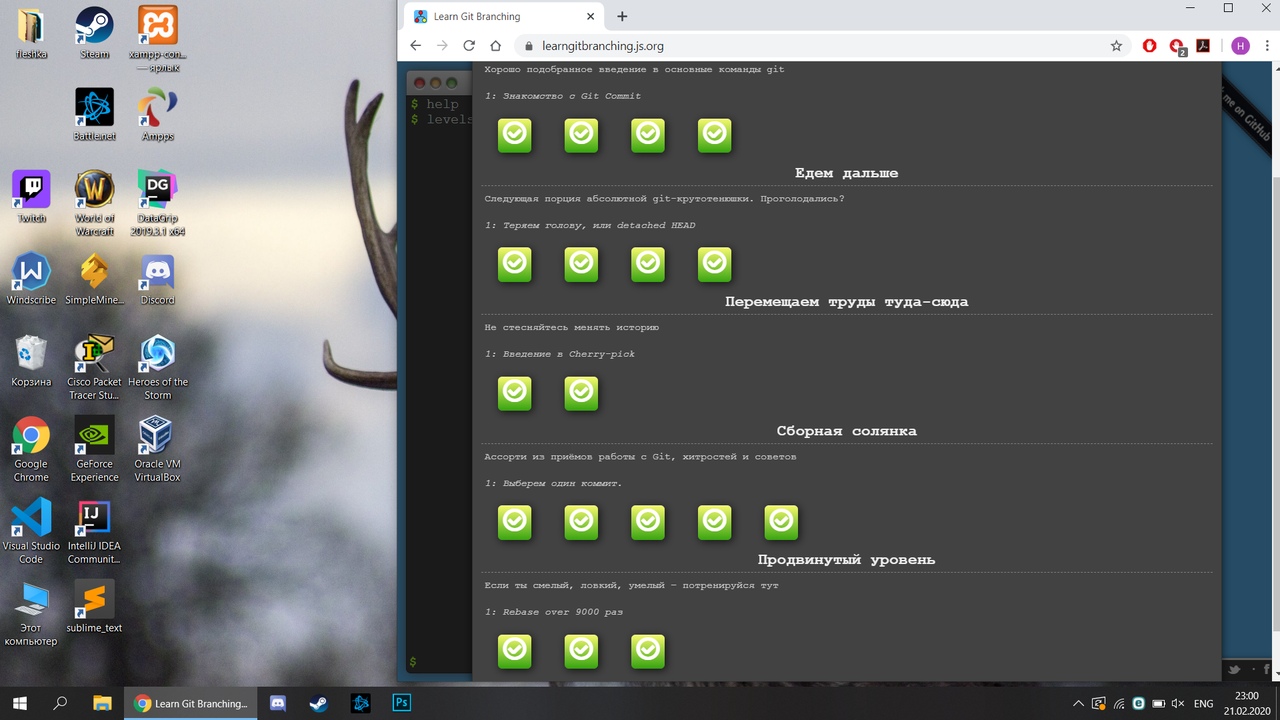 fleshka
Steam
xampp-con...
— ярлык
Battle.net
Ampps
Twitch
World of
Warcraft
DataGrip
2019.3.1 x64
Windscribe
SimpleMine...
Discord
Корзина
Cisco Packet
Tracer Stu...
Heroes of the
Storm
Google
Chrome
GeForce
Experience
Oracle VM
VirtualBox
Visual Studio
Code
IntelliJ IDEA
Communit...
Этот
компьютер
sublime_text
Learn Git Branching
learngitbranching.js.org
2
H
$ help
$ levels
Хорошо подобранное введение в основные команды git
1: Знакомство с Git Commit
Едем дальше
Следующая порция абсолютной git-крутотенюшки. Проголодались?
1: Теряем голову, или detached HEAD
Перемещаем труды туда-сюда
Не стесняйтесь менять историю
1: Введение в Cherry-pick
Сборная солянка
Ассорти из приёмов работы с Git, хитростей и советов
1: Выберем один коммит.
Продвинутый уровень
Если ты смелый, ловкий, умелый — потренируйся тут
1: Rebase over 9000 раз
$
me on GitHub
Learn Git Branching...
Ps
ENG
23:00
21.02.2020